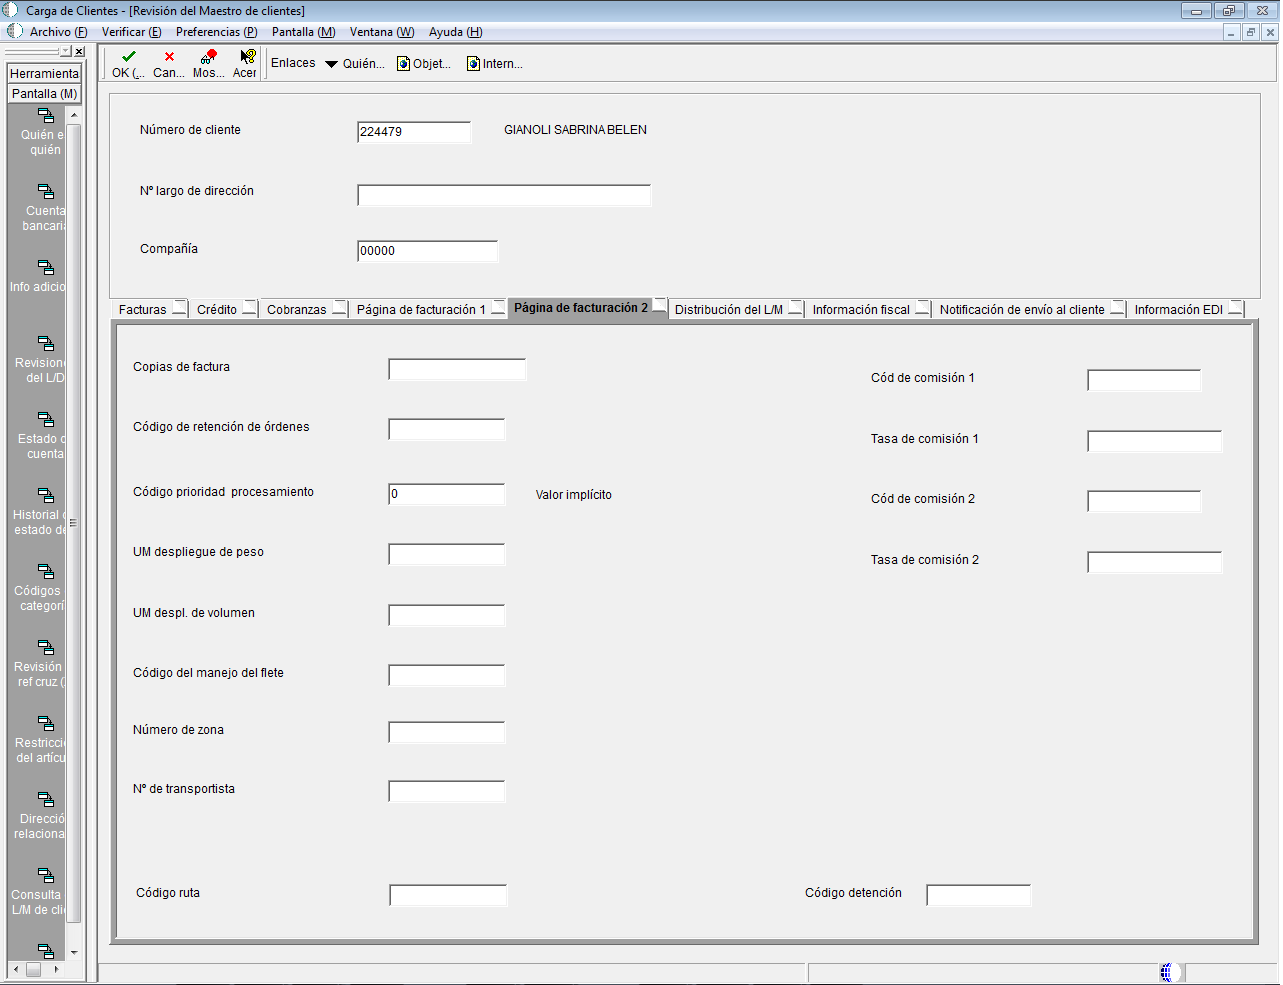 Carga de Clientes - [Revisión del Maestro de clientes]
Archivo (F) Verificar (E) Preferencias (P) Pantalla (M) Ventana (W) Ayuda (H)
Herramienta
Pantalla (M)
OK (... Can... Mos... Acer
Enlaces Quién... Objet... Intern...
Quién e
quién
Cuenta
bancari
Info adicio
Revisione
del L/D
Estado d
cuenta
Historial d
estado de
Códigos
categorí
Revisión
ref cruz (
Restricci
del artícu
Direcció
relaciona
Consulta
L/M de cli
Número de cliente 224479 GIANOLI SABRINA BELEN
Nº largo de dirección
Compañía 00000
Facturas Crédito Cobranzas Página de facturación 1 Página de facturación 2 Distribución del L/M Información fiscal Notificación de envío al cliente Información EDI
Copias de factura
Cód de comisión 1
Código de retención de órdenes
Tasa de comisión 1
Código prioridad procesamiento 0 Valor implícito
Cód de comisión 2
UM despliegue de peso
Tasa de comisión 2
UM despl. de volumen
Código del manejo del flete
Número de zona
Nº de transportista
Código ruta
Código detención